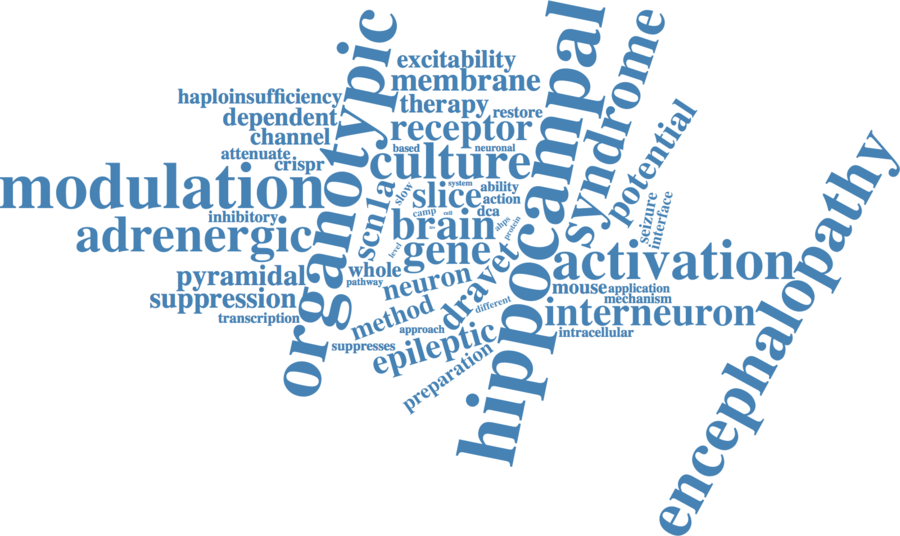 organotypic
hippocampal
syndrome
excitability
membrane
haploinsufficiency
therapy
restore
dependent
receptor
potential
channel
based
neuronal
attenuate
crispr
culture
modulation
scn1a
slow
slice
system
ability
action
camp
cell
dca
inhibitory
brain
ahps
protein
seizure
interface
adrenergic
level
gene
encephalopathy
pyramidal
whole
pathway
neuron
dravet
activation
mouse
application
mechanism
suppression
transcription
method
different
interneuron
approach
intracellular
suppresses
epileptic
preparation